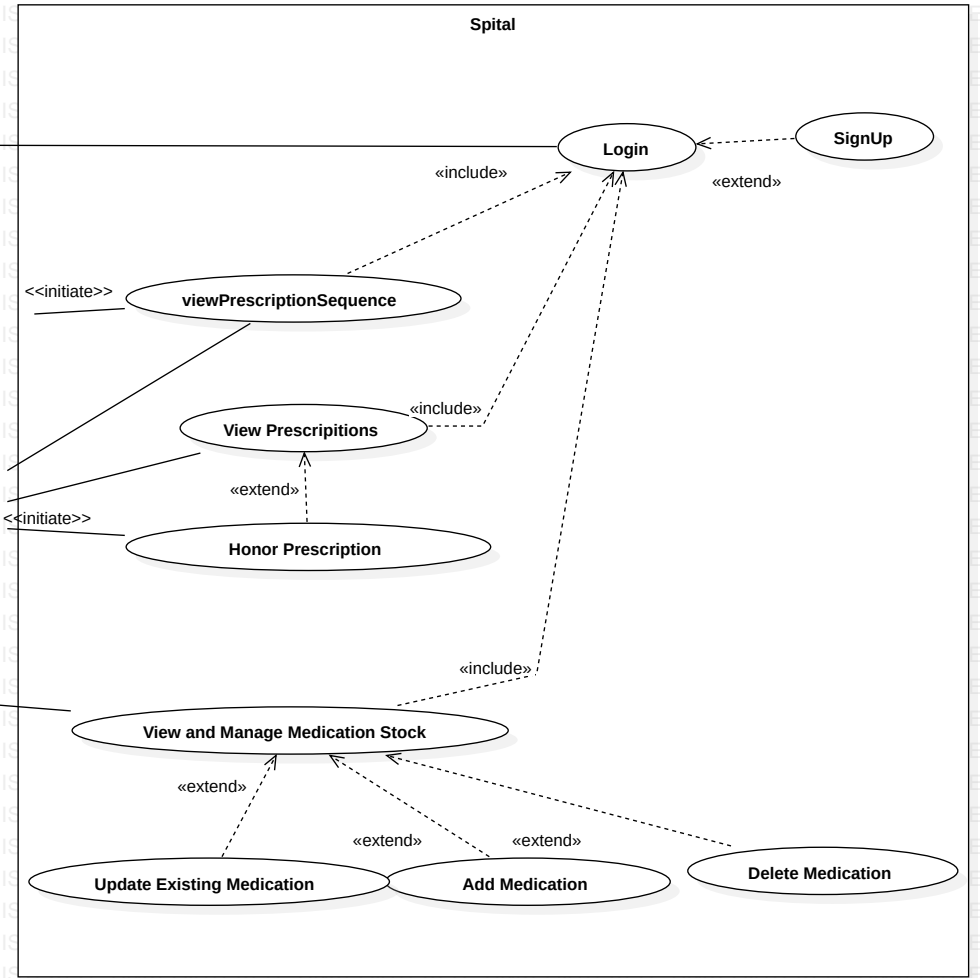 Spital
Login
SignUp
«include»
«extend»
<<initiate>>
viewPrescriptionSequence
«include»
View Prescripitions
«extend»
<<initiate>>
Honor Prescription
«include»
View and Manage Medication Stock
«extend»
«extend»
«extend»
Update Existing Medication
Add Medication
Delete Medication